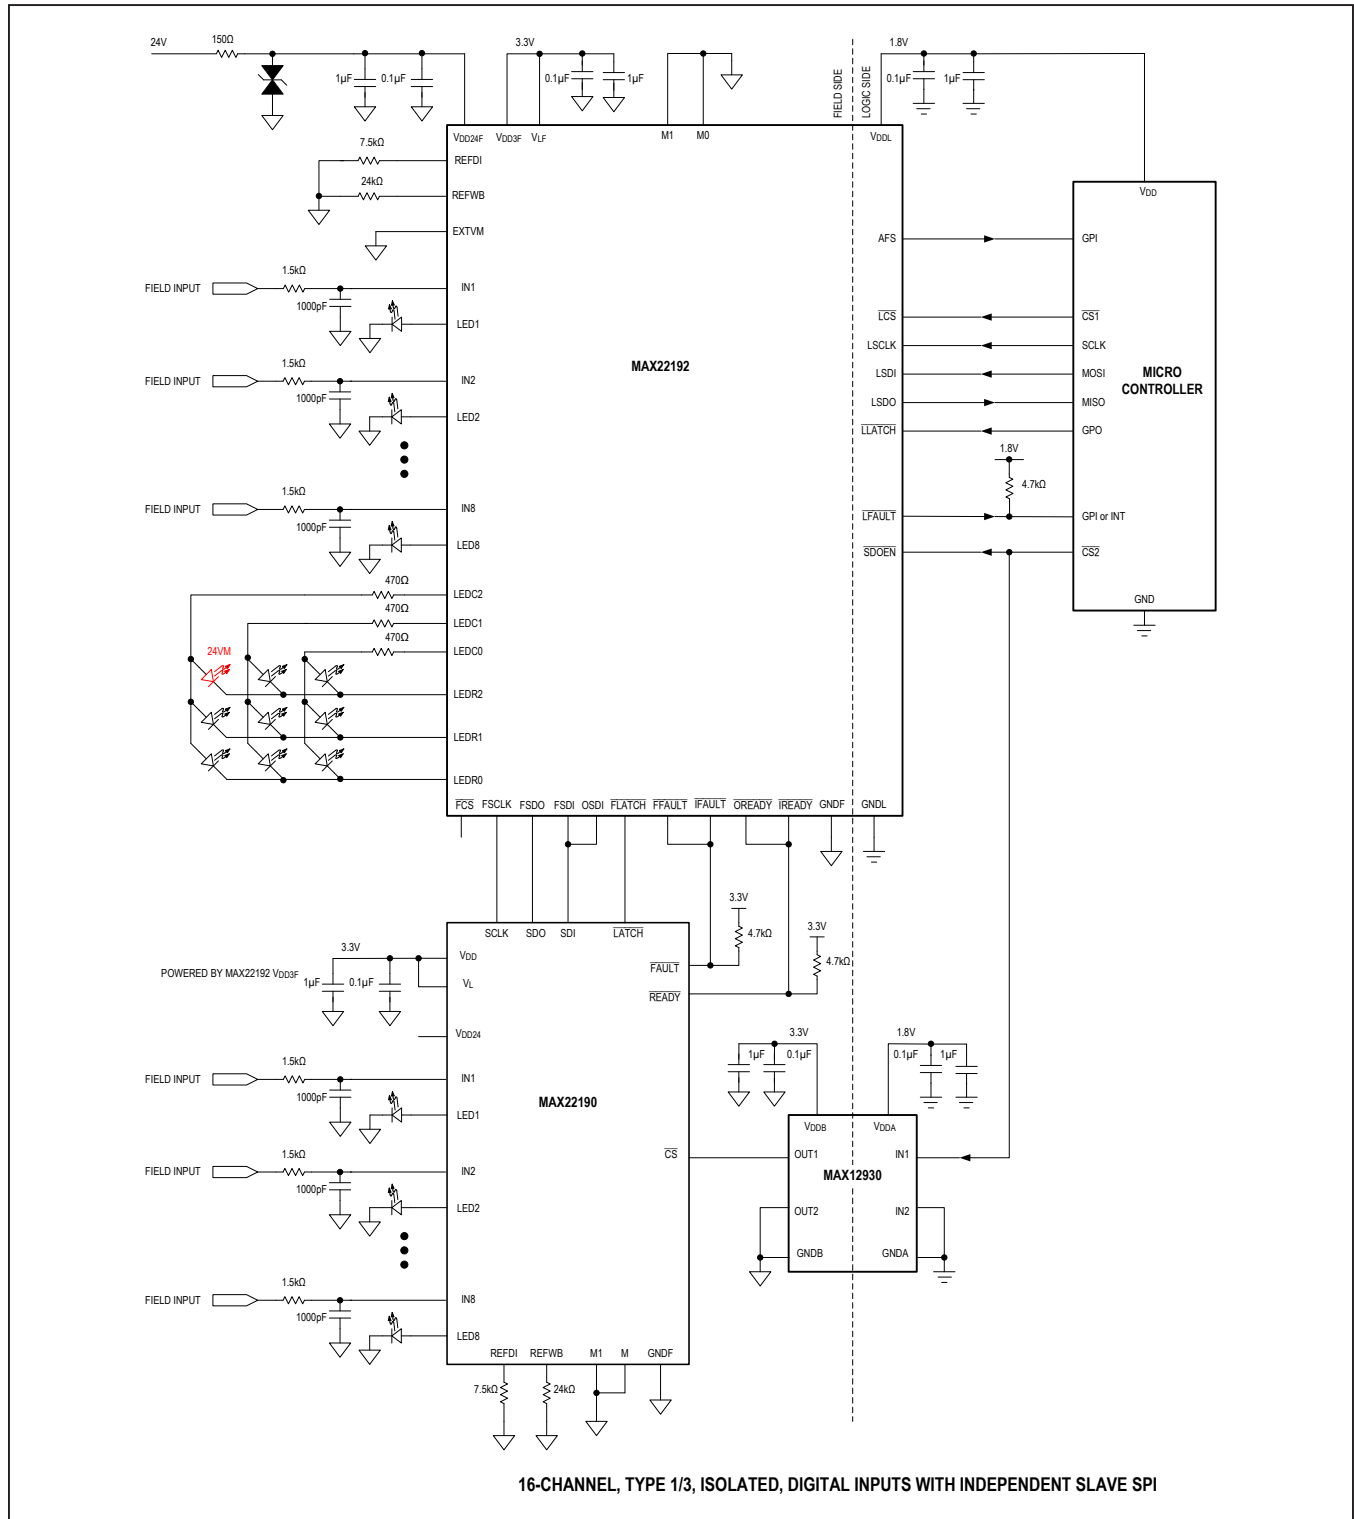 24V
150Ω
1µF
0.1µF
3.3V
0.1µF
1µF
FIELD SIDE
LOGIC SIDE
1.8V
0.1µF
1µF
VDD24F
VDD3F
VLF
M1
M0
VDDL
VDD
7.5kΩ
REFDI
24kΩ
REFWB
EXTVM
AFS
GPI
FIELD INPUT
1.5kΩ
1000pF
IN1
LED1
LCS
CS1
LSCLK
SCLK
FIELD INPUT
1.5kΩ
1000pF
IN2
LED2
MAX22192
LSDI
MOSI
MICRO
CONTROLLER
LSDO
MISO
LLATCH
GPO
1.8V
4.7kΩ
FIELD INPUT
1.5kΩ
1000pF
IN8
LED8
LFAULT
GPI or INT
SDOEN
CS2
GND
470Ω
LEDC2
470Ω
LEDC1
470Ω
LEDC0
24VM
LEDR2
LEDR1
LEDR0
FCS
FSCLK
FSDO
FSDI
OSDI
FLATCH
FFAULT
IFAULT
OREADY
IREADY
GNDF
GNDL
3.3V
4.7kΩ
3.3V
4.7kΩ
SCLK
SDO
SDI
LATCH
POWERED BY MAX22192 VDD3F
3.3V
1µF
0.1µF
VDD
VL
VDD24
FAULT
READY
FIELD INPUT
1.5kΩ
1000pF
IN1
LED1
MAX22190
3.3V
1µF
0.1µF
1.8V
0.1µF
1µF
VDDB
VDDA
CS
OUT1
IN1
MAX12930
OUT2
IN2
GNDB
GNDA
FIELD INPUT
1.5kΩ
1000pF
IN2
LED2
FIELD INPUT
1.5kΩ
1000pF
IN8
LED8
REFDI
REFWB
M1
M
GNDF
7.5kΩ
24kΩ
16-CHANNEL, TYPE 1/3, ISOLATED, DIGITAL INPUTS WITH INDEPENDENT SLAVE SPI